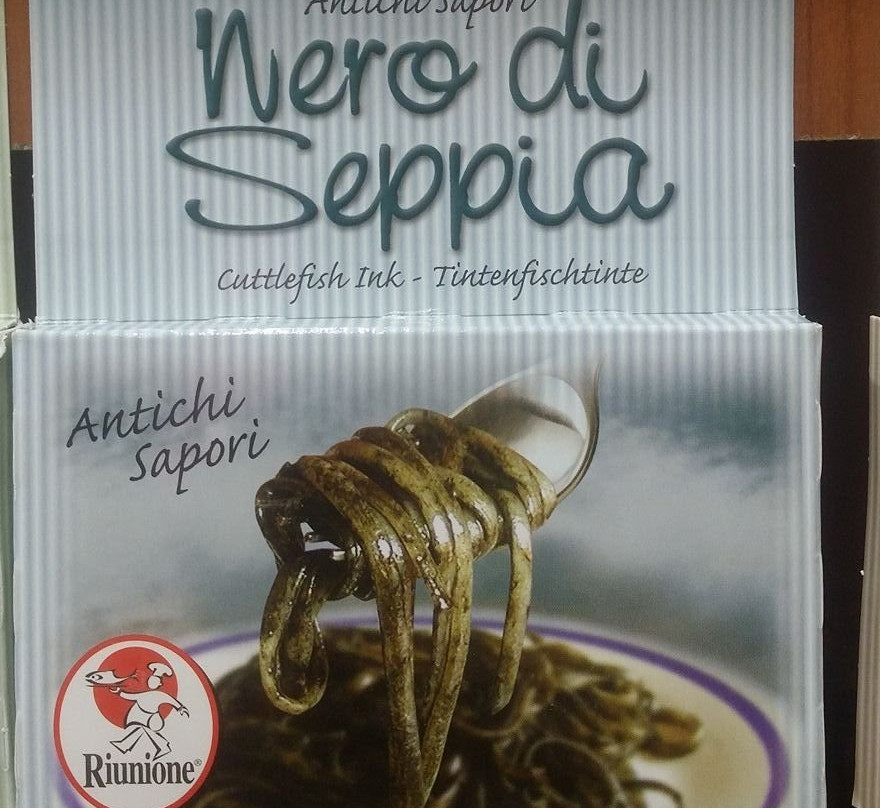 Antichi Sapori
Nero di
Seppia
Cuttlefish Ink - Tintenfischtinte
Antichi
Sapori
Riunione®